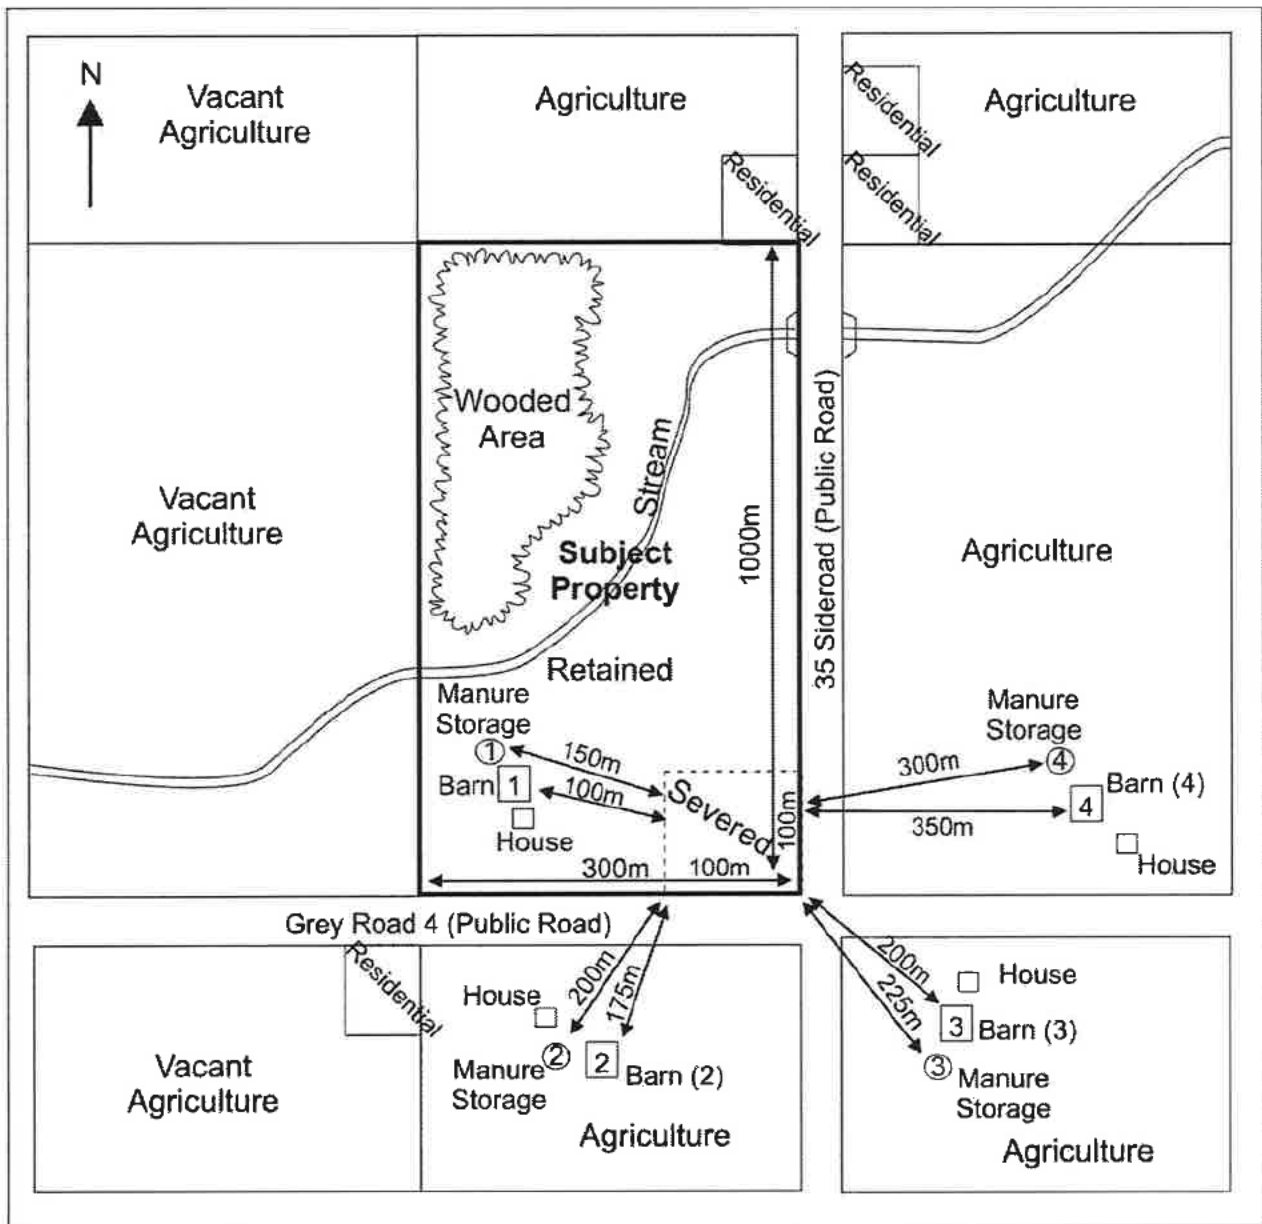 N
Vacant
Agriculture
Agriculture
Residential
Residential
Residential
Agriculture
Wooded
Area
Stream
Vacant
Agriculture
Subject
Property
1000m
35 Sideroad (Public Road)
Agriculture
Retained
Manure
Storage
1
150m
Barn 1
100m
House
Severed
100m
300m
100m
Manure
Storage
4
300m
Barn (4)
4
350m
House
Grey Road 4 (Public Road)
Residential
Vacant
Agriculture
House
200m
175m
2
2
Manure
Storage
Barn (2)
Agriculture
200m
225m
House
3
Barn (3)
3
Manure
Storage
Agriculture